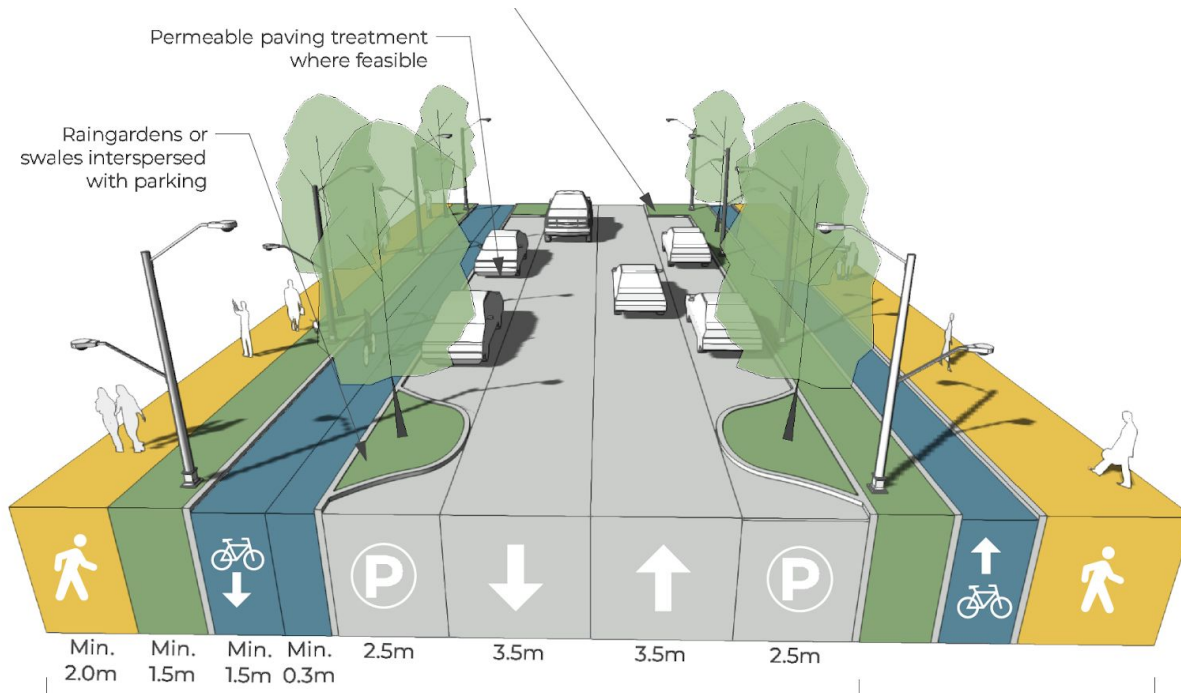 Permeable paving treatment
where feasible
Raingardens or
swales interspersed
with parking
P
P
Min.
2.0m
Min.
1.5m
Min.
1.5m
Min.
0.3m
2.5m
3.5m
3.5m
2.5m